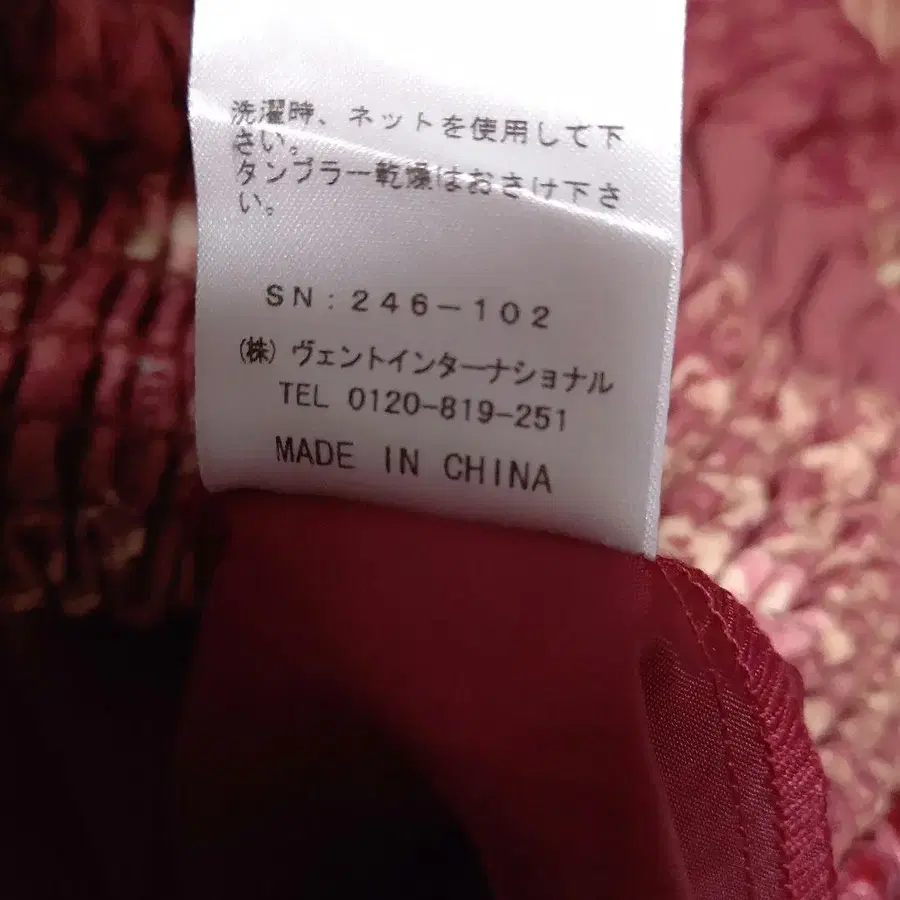 洗濯時、ネットを使用して下
さい。
タンブラー乾燥はおさけ下さ
い。
SN:246-102
(株)ヴェントインターナショナル
TEL 0120-819-251
MADE IN CHINA